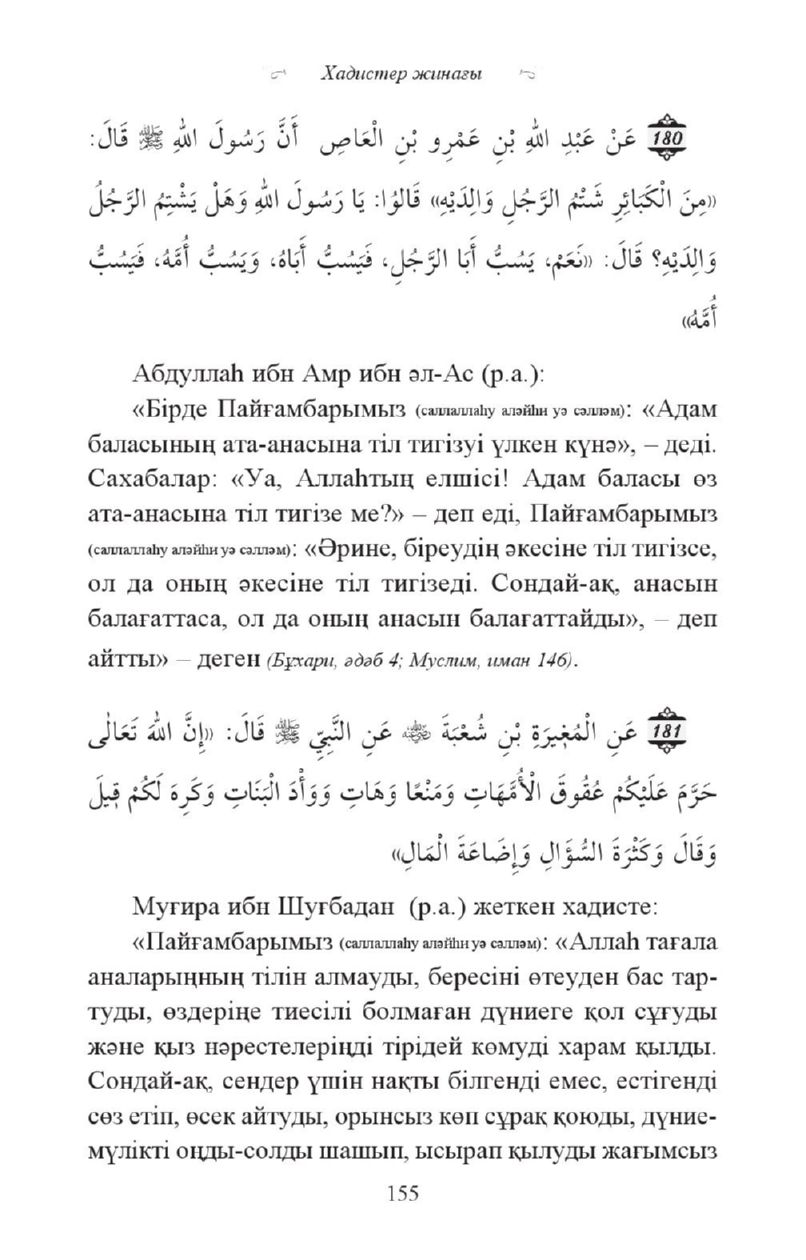 Хадистер жинағы
180 عَنْ عَبْدِ اللهِ بْنِ عَمْرِو بْنِ الْعَاصِ أَنَّ رَسُولَ اللهِ ﷺ قَالَ:
«مِنَ الْكَبَائِرِ شَتْمُ الرَّجُلِ وَالِدَيْهِ» قَالُوا: يَا رَسُولَ اللهِ وَهَلْ يَشْتِمُ الرَّجُلُ
وَالِدَيْهِ؟ قَالَ: «نَعَمْ، يَسُبُّ أَبَا الرَّجُلِ، فَيَسُبُّ أَبَاهُ، وَيَسُبُّ أُمَّهُ، فَيَسُبُّ
أُمَّهُ»
Абдуллаһ ибн Амр ибн әл-Ас (р.а.):
«Бірде Пайғамбарымыз (саллаллаһу аләйһи уә сәлләм): «Адам
баласының ата-анасына тіл тигізуі үлкен күнә», – деді.
Сахабалар: «Уа, Аллаһтың елшісі! Адам баласы өз
ата-анасына тіл тигізе ме?» – деп еді, Пайғамбарымыз
(саллаллаһу аләйһи уә сәлләм): «Әрине, біреудің әкесіне тіл тигізсе,
ол да оның әкесіне тіл тигізеді. Сондай-ақ, анасын
балағаттаса, ол да оның анасын балағаттайды», – деп
айтты» – деген (Бұхари, әдәб 4; Муслим, иман 146).
181 عَنِ الْمُغِيرَةِ بْنِ شُعْبَةَ ﵁ عَنِ النَّبِيِّ ﷺ قَالَ: «إِنَّ اللهَ تَعَالَى
حَرَّمَ عَلَيْكُمْ عُقُوقَ الْأُمَّهَاتِ وَمَنْعًا وَهَاتِ وَوَأْدَ الْبَنَاتِ وَكَرِهَ لَكُمْ قِيلَ
وَقَالَ وَكَثْرَةَ السُّؤَالِ وَإِضَاعَةَ الْمَالِ»
Муғира ибн Шуғбадан (р.а.) жеткен хадисте:
«Пайғамбарымыз (саллаллаһу аләйһи уә сәлләм): «Аллаһ тағала
аналарыңның тілін алмауды, бересіні өтеуден бас тар-
туды, өздеріңе тиесілі болмаған дүниеге қол сұғуды
және қыз нәрестелеріңді тірідей көмуді харам қылды.
Сондай-ақ, сендер үшін нақты білгенді емес, естігенді
сөз етіп, өсек айтуды, орынсыз көп сұрақ қоюды, дүние-
мүлікті оңды-солды шашып, ысырап қылуды жағымсыз
155